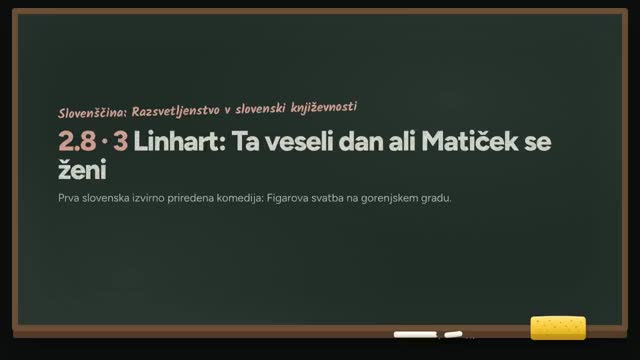 Slovenščina: Razsvetljenstvo v slovenski književnosti
2.8 · 3 Linhart: Ta veseli dan ali Matiček se
ženi
Prva slovenska izvirno prirejena komedija: Figarova svatba na gorenjskem gradu.